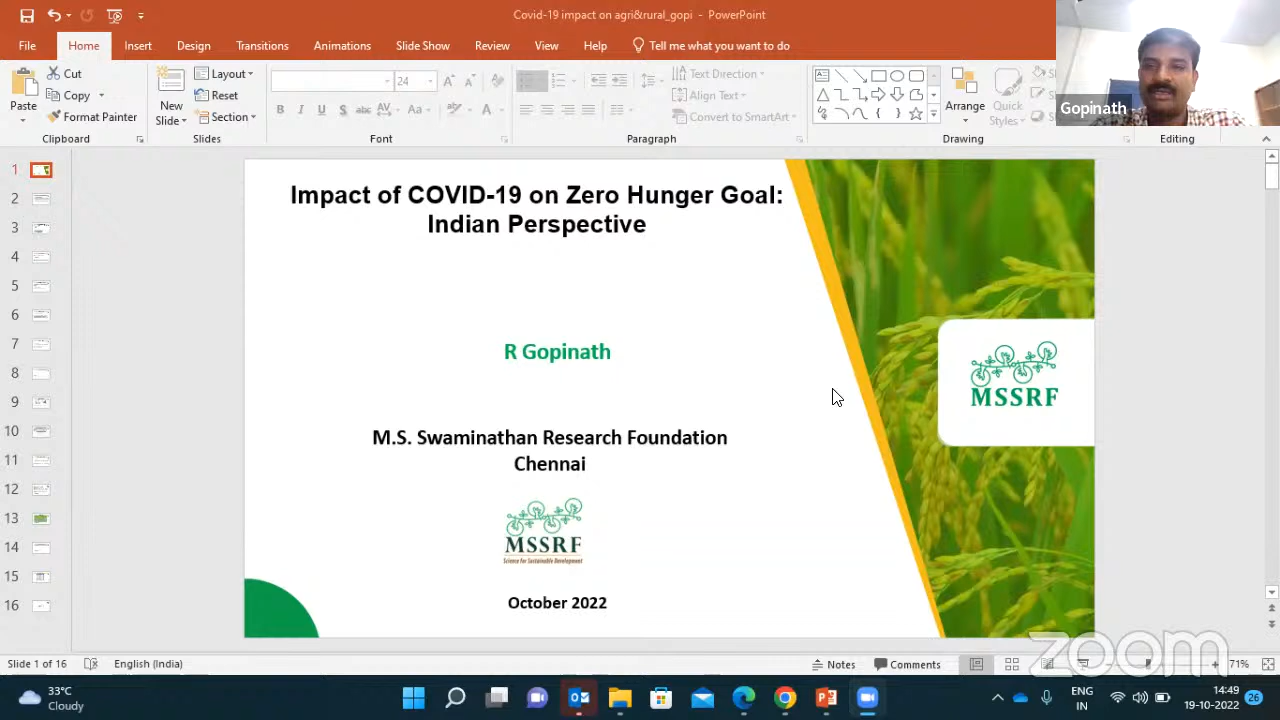 Covid-19 impact on agri&rural_gopi - PowerPoint
File Home Insert Design Transitions Animations Slide Show Review View Help Tell me what you want to do
Cut
Copy
Format Painter
Paste
Clipboard
New
Slide
Layout
Reset
Section
Slides
24
B I U S abc AV Aa
Font
Text Direction
Align Text
Convert to SmartArt
Paragraph
Arrange
Quick
Styles
Drawing
Editing
Gopinath
1
3
4
5
6
7
8
9
10
11
12
13
14
15
16
Impact of COVID-19 on Zero Hunger Goal:
Indian Perspective
R Gopinath
M.S. Swaminathan Research Foundation
Chennai
MSSRF
Science for Sustainable Development
October 2022
MSSRF
zoom
Slide 1 of 16 English (India) Notes Comments 71%
33°C
Cloudy
ENG
IN
14:49
19-10-2022
26